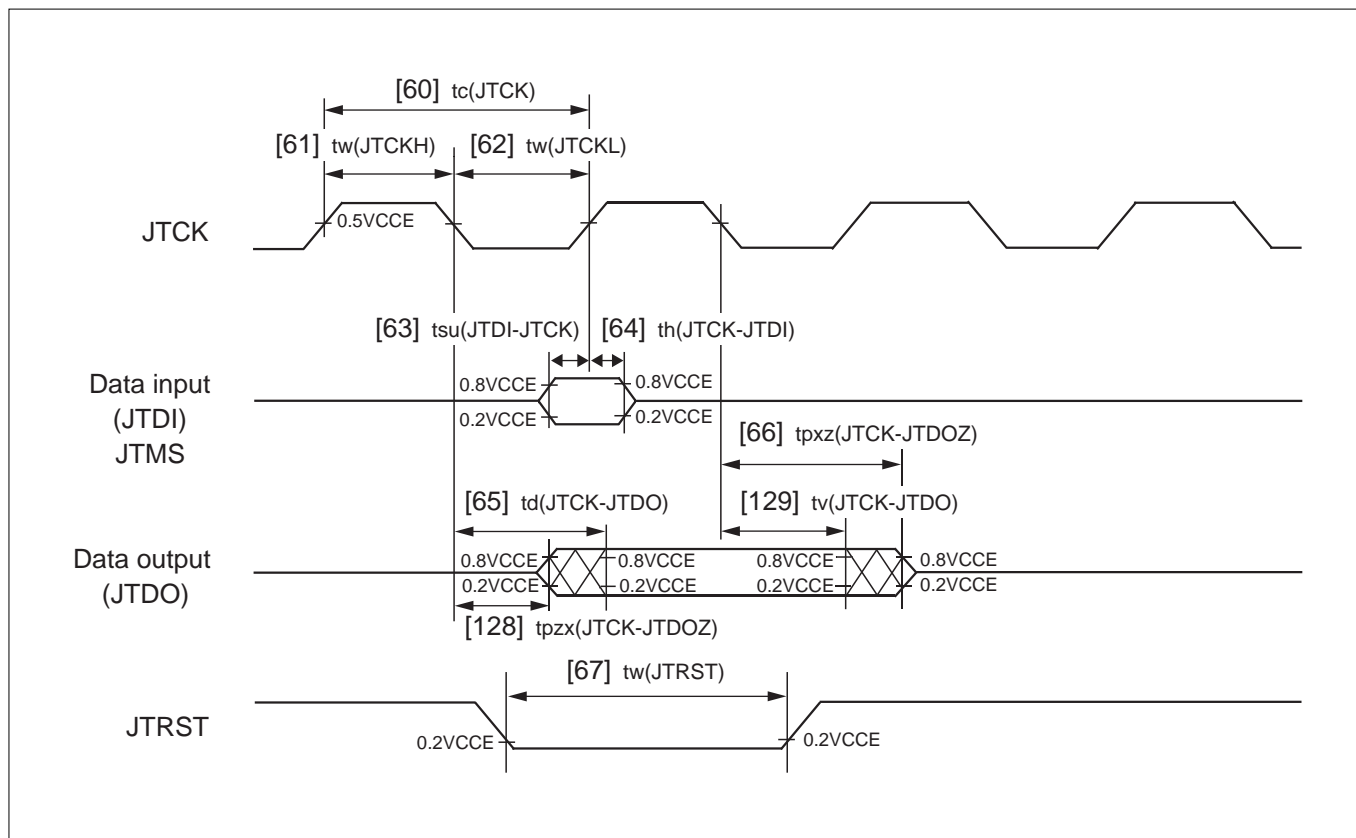 [60] tc(JTCK)
[61] tw(JTCKH)
[62] tw(JTCKL)
JTCK
0.5VCCE
[63] tsu(JTDI-JTCK)
[64] th(JTCK-JTDI)
Data input
(JTDI)
JTMS
0.8VCCE
0.8VCCE
0.2VCCE
0.2VCCE
[66] tpxz(JTCK-JTDOZ)
[65] td(JTCK-JTDO)
[129] tv(JTCK-JTDO)
Data output
(JTDO)
0.8VCCE
0.8VCCE
0.8VCCE
0.8VCCE
0.2VCCE
0.2VCCE
0.2VCCE
0.2VCCE
[128] tpzx(JTCK-JTDOZ)
[67] tw(JTRST)
JTRST
0.2VCCE
0.2VCCE